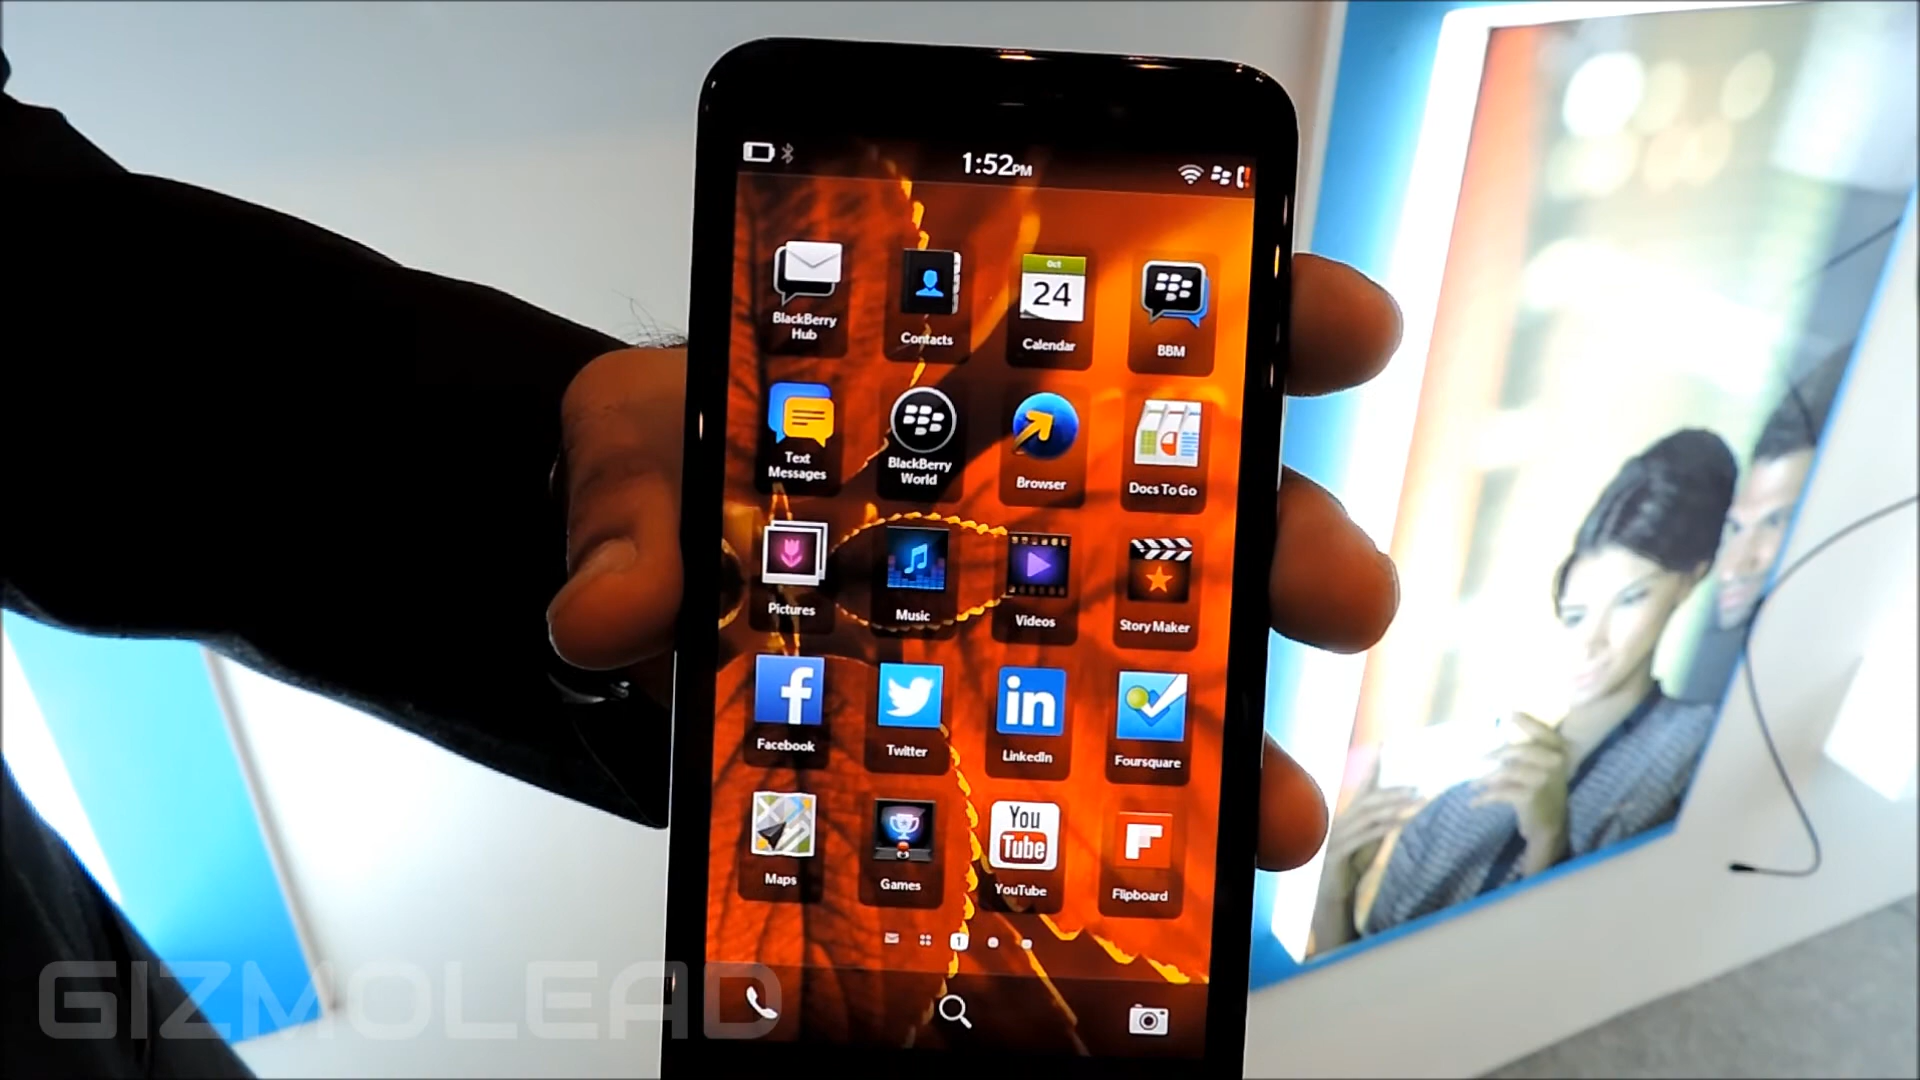 1:52PM
Oct
24
BlackBerry
Hub
Contacts
Calendar
BBM
Text
Messages
BlackBerry
World
Browser
Docs To Go
Pictures
Music
Videos
Story Maker
f
Facebook
Twitter
in
LinkedIn
Foursquare
Maps
Games
You
Tube
YouTube
Flipboard
1
GIZMOLEAD